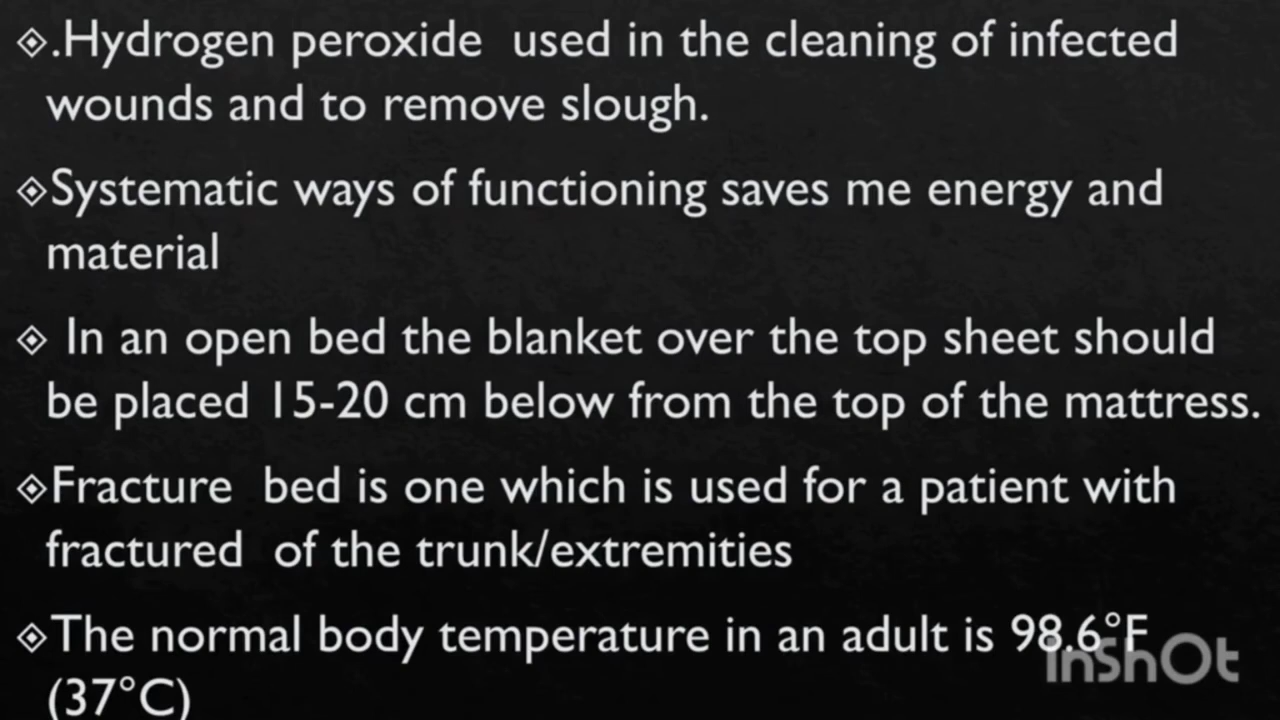 .Hydrogen peroxide used in the cleaning of infected
wounds and to remove slough.
Systematic ways of functioning saves me energy and
material
In an open bed the blanket over the top sheet should
be placed 15-20 cm below from the top of the mattress.
Fracture bed is one which is used for a patient with
fractured of the trunk/extremities
The normal body temperature in an adult is 98.6°F
(37°C)
InShOt